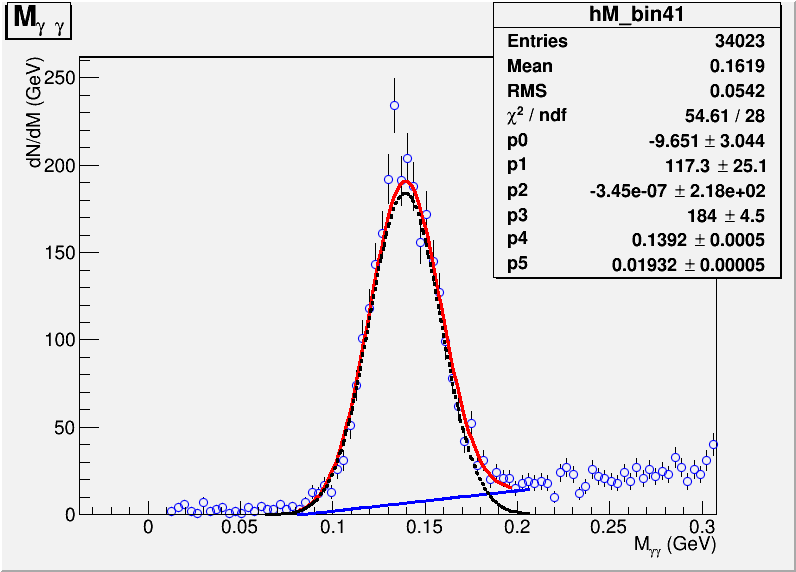 M γ γ
hM_bin41
Entries 34023
Mean 0.1619
RMS 0.0542
χ² / ndf 54.61 / 28
p0 -9.651 ± 3.044
p1 117.3 ± 25.1
p2 -3.45e-07 ± 2.18e+02
p3 184 ± 4.5
p4 0.1392 ± 0.0005
p5 0.01932 ± 0.00005
dN/dM (GeV)
250
200
150
100
50
0
0 0.05 0.1 0.15 0.2 0.25 0.3
Mγγ (GeV)